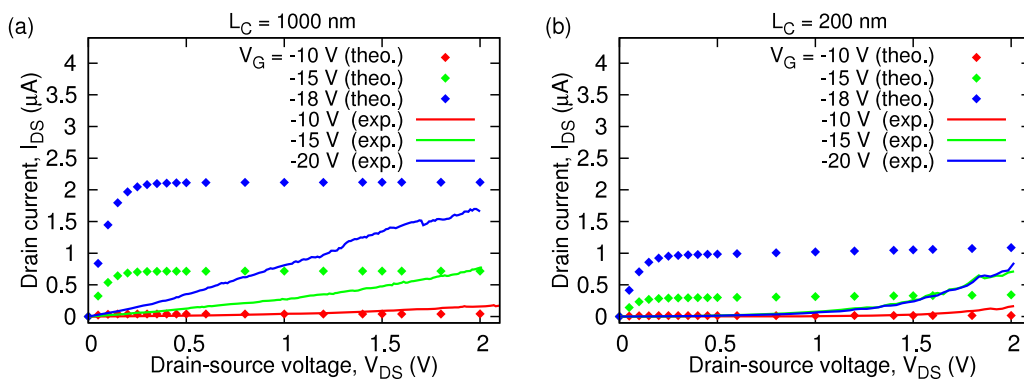 (a)
L_C = 1000 nm
V_G = -10 V (theo.)
-15 V (theo.)
-18 V (theo.)
-10 V (exp.)
-15 V (exp.)
-20 V (exp.)
Drain current, I_DS (μA)
4
3.5
3
2.5
2
1.5
1
0.5
0
0 0.5 1 1.5 2
Drain-source voltage, V_DS (V)
(b)
L_C = 200 nm
V_G = -10 V (theo.)
-15 V (theo.)
-18 V (theo.)
-10 V (exp.)
-15 V (exp.)
-20 V (exp.)
Drain current, I_DS (μA)
4
3.5
3
2.5
2
1.5
1
0.5
0
0 0.5 1 1.5 2
Drain-source voltage, V_DS (V)